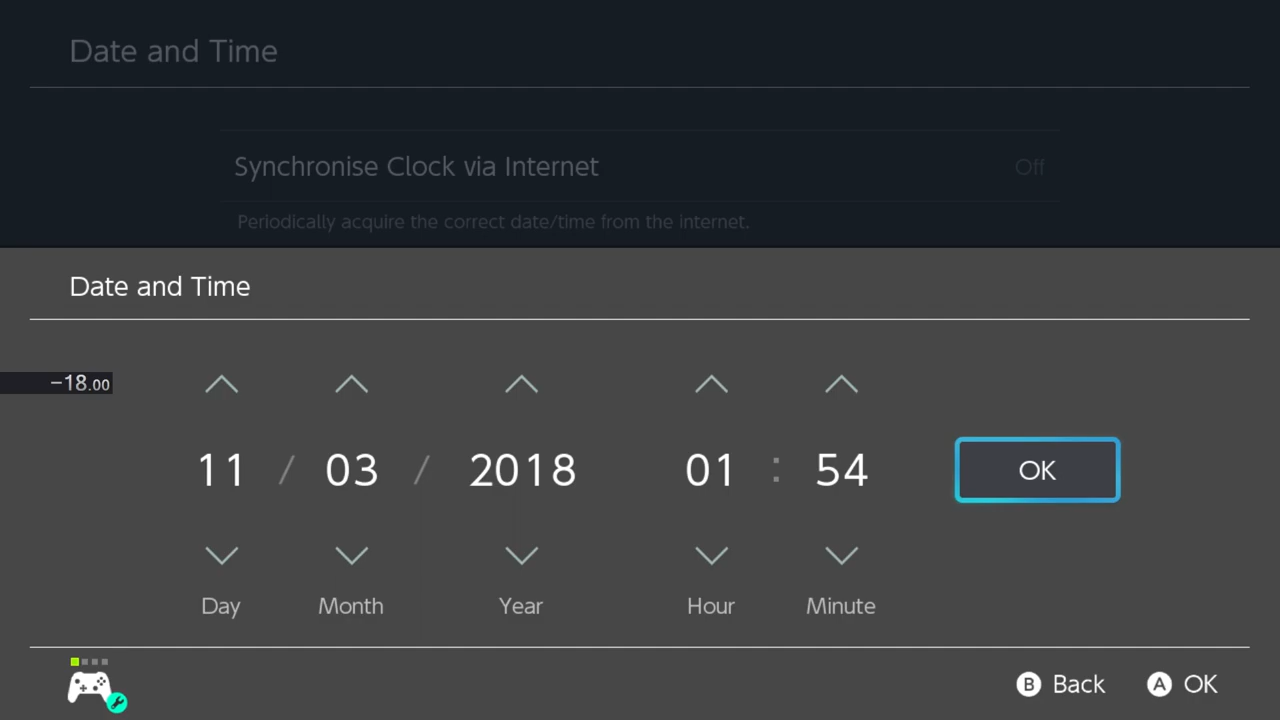 Date and Time
Synchronise Clock via Internet Off
Periodically acquire the correct date/time from the internet.
Date and Time
-18.00
11 / 03 / 2018 01 : 54 OK
Day Month Year Hour Minute
B Back A OK